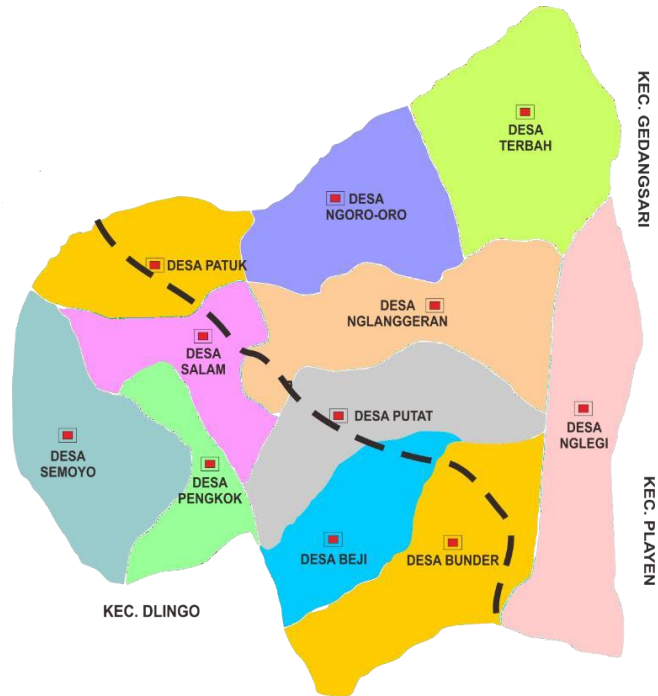 KEC. GEDANGSARI
DESA
TERBAH
DESA
NGORO-ORO
DESA PATUK
DESA
NGLANGGERAN
DESA
SALAM
DESA PUTAT
DESA
NGLEGI
DESA
SEMOYO
DESA
PENGKOK
KEC. PLAYEN
DESA BEJI
DESA BUNDER
KEC. DLINGO